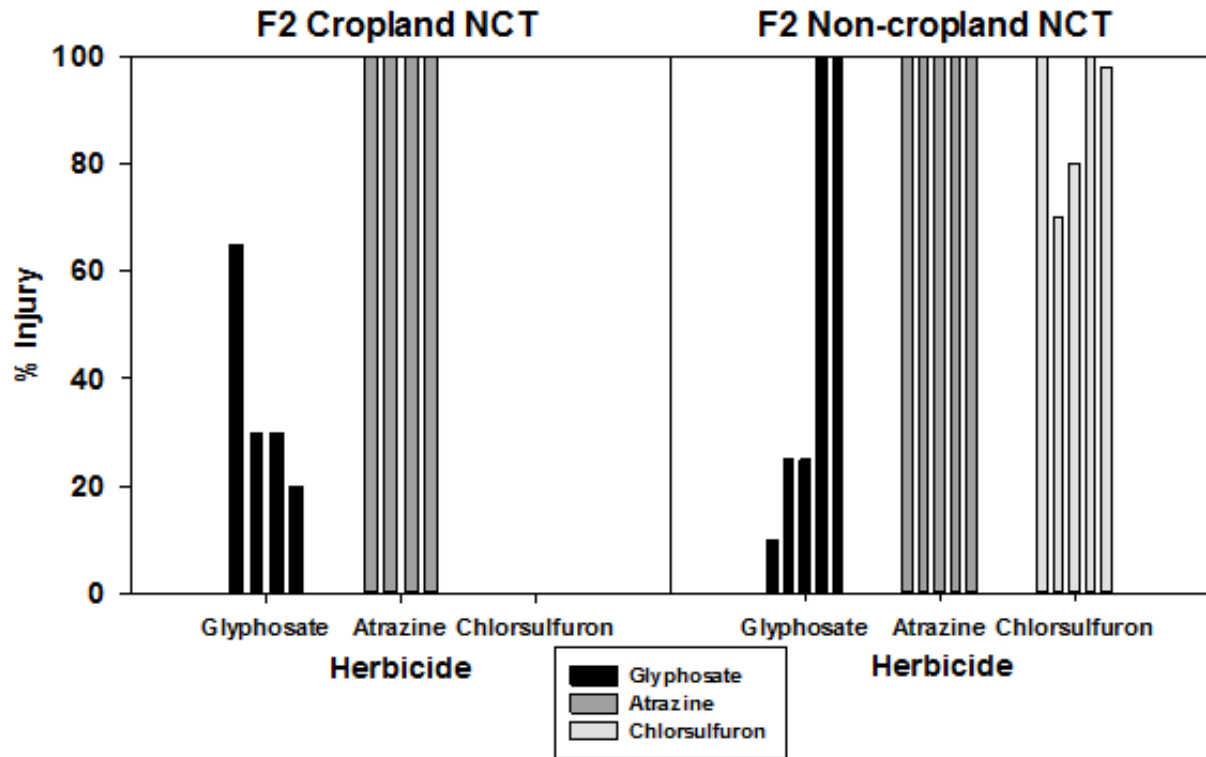 F2 Cropland NCT
F2 Non-cropland NCT
% Injury
100
80
60
40
20
0
Glyphosate Atrazine Chlorsulfuron
Glyphosate Atrazine Chlorsulfuron
Herbicide
Herbicide
Glyphosate
Atrazine
Chlorsulfuron